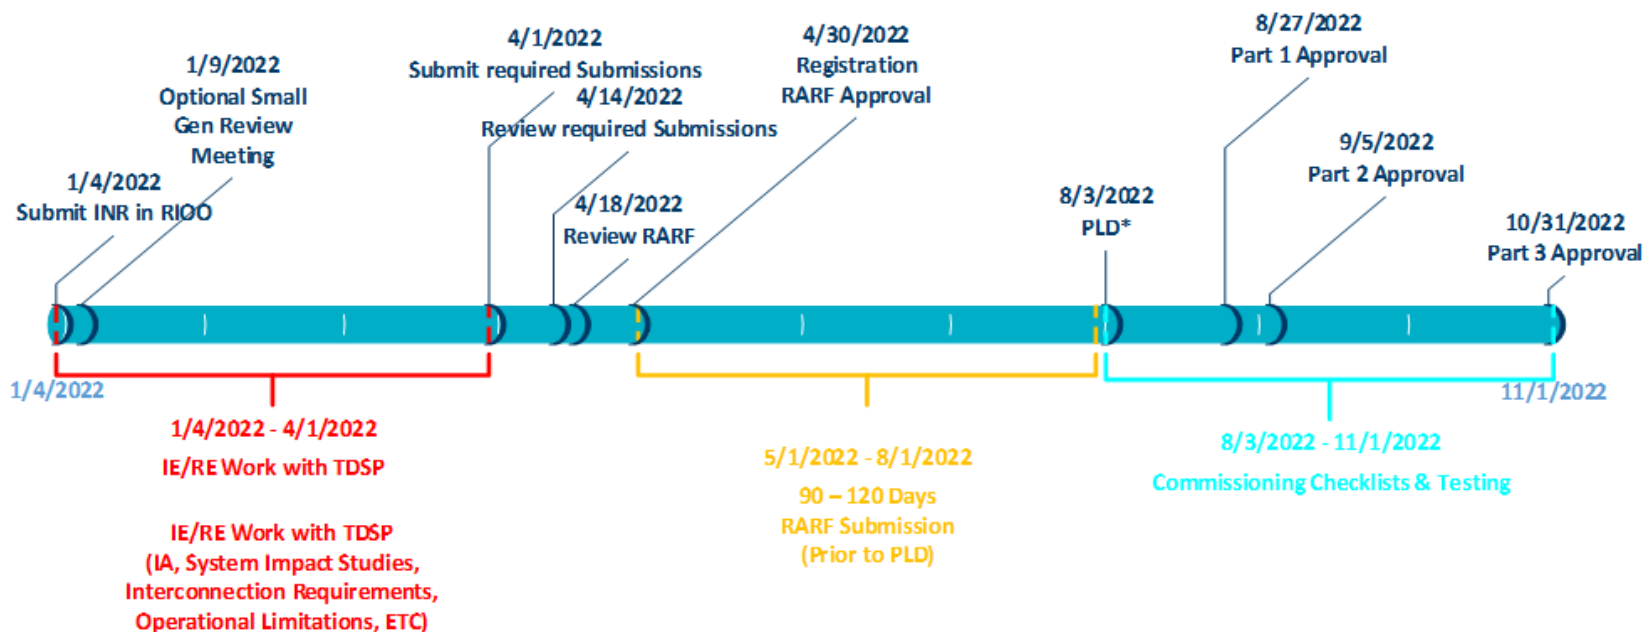 1/4/2022
Submit INR in RIOO
1/9/2022
Optional Small
Gen Review
Meeting
4/1/2022
Submit required Submissions
4/14/2022
Review required Submissions
4/18/2022
Review RARF
4/30/2022
Registration
RARF Approval
8/3/2022
PLD*
8/27/2022
Part 1 Approval
9/5/2022
Part 2 Approval
10/31/2022
Part 3 Approval
1/4/2022
11/1/2022
1/4/2022 - 4/1/2022
IE/RE Work with TDSP
IE/RE Work with TDSP
(IA, System Impact Studies,
Interconnection Requirements,
Operational Limitations, ETC)
5/1/2022 - 8/1/2022
90 – 120 Days
RARF Submission
(Prior to PLD)
8/3/2022 - 11/1/2022
Commissioning Checklists & Testing